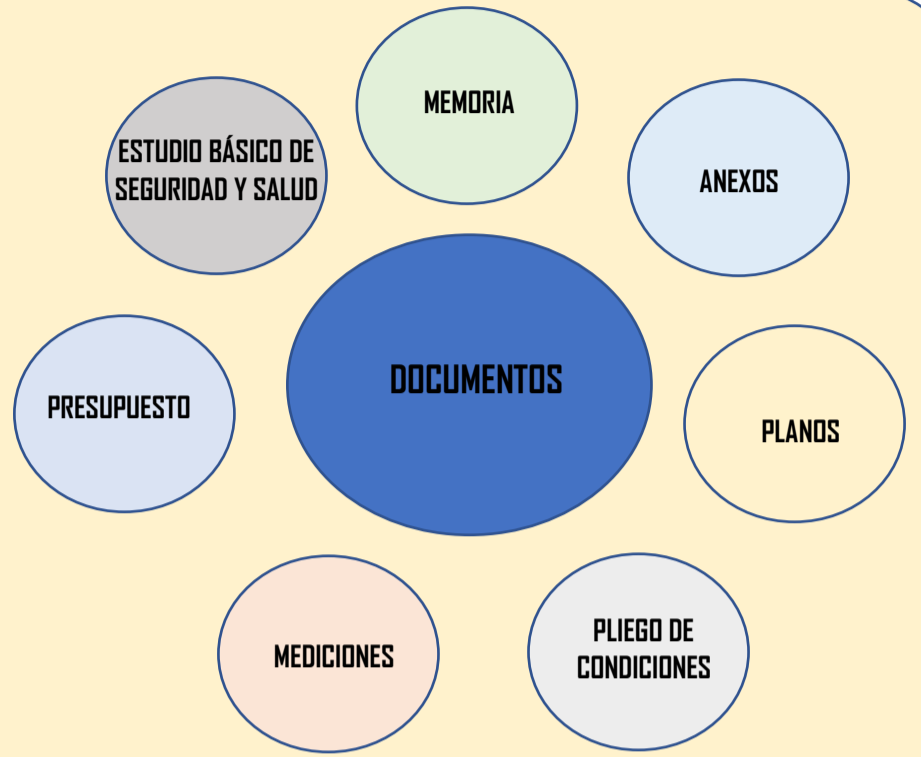 MEMORIA
ESTUDIO BÁSICO DE
SEGURIDAD Y SALUD
ANEXOS
DOCUMENTOS
PRESUPUESTO
PLANOS
MEDICIONES
PLIEGO DE
CONDICIONES